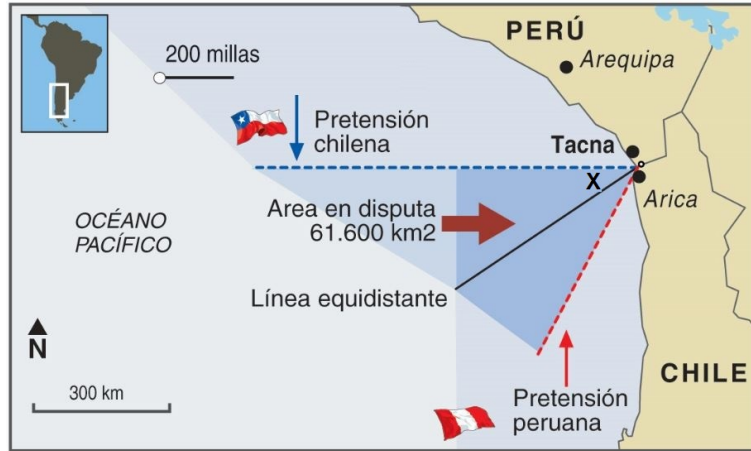 PERÚ
Arequipa
200 millas
Pretensión
chilena
Tacna
X
Arica
Area en disputa
61.600 km2
OCÉANO
PACÍFICO
Línea equidistante
N
300 km
CHILE
Pretensión
peruana